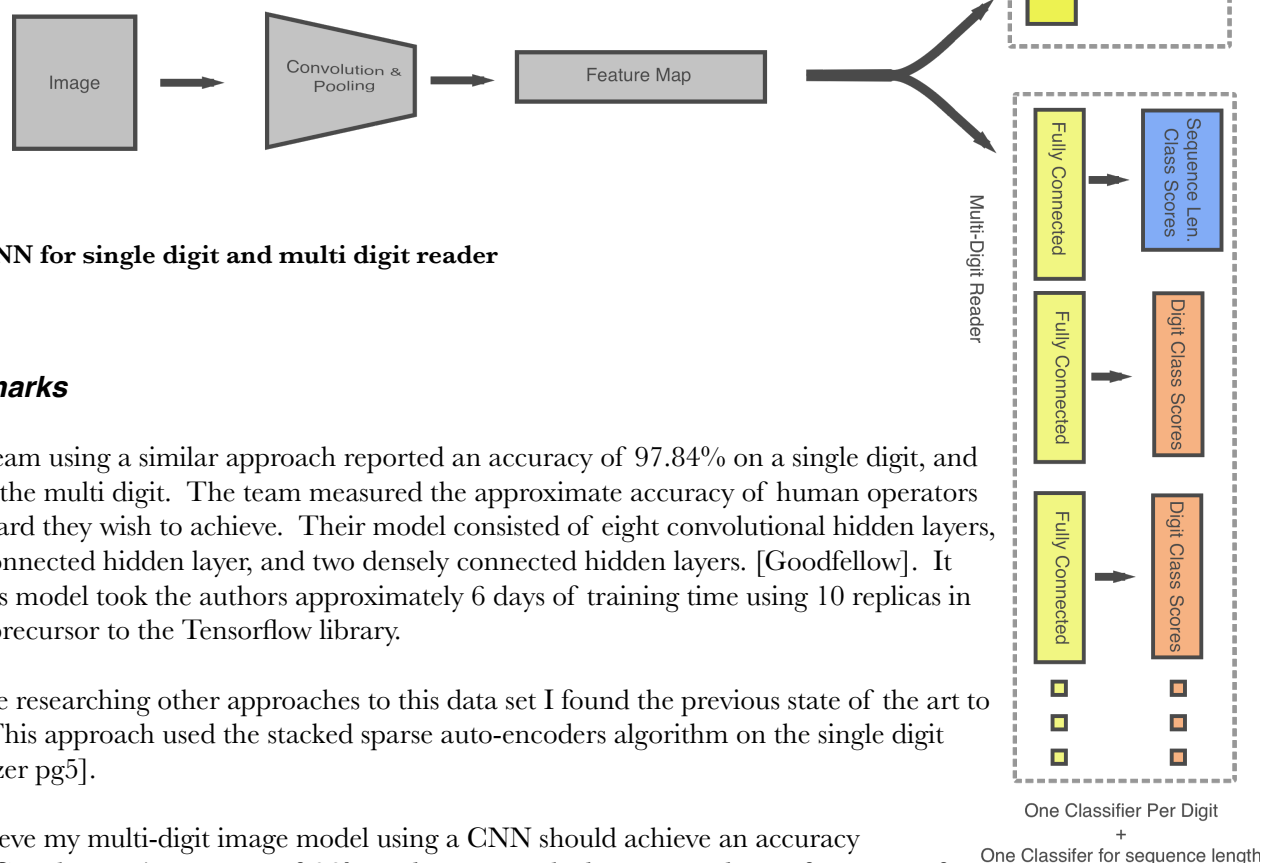 Image
Convolution &
Pooling
Feature Map
Multi-Digit Reader
Fully Connected
Sequence Len.
Class Scores
Fully Connected
Digit Class Scores
Fully Connected
Digit Class Scores
One Classifier Per Digit
+
One Classifer for sequence length
NN for single digit and multi digit reader
marks
eam using a similar approach reported an accuracy of 97.84% on a single digit, and
the multi digit. The team measured the approximate accuracy of human operators
ard they wish to achieve. Their model consisted of eight convolutional hidden layers,
onnected hidden layer, and two densely connected hidden layers. [Goodfellow]. It
s model took the authors approximately 6 days of training time using 10 replicas in
precursor to the Tensorflow library.
e researching other approaches to this data set I found the previous state of the art to
This approach used the stacked sparse auto-encoders algorithm on the single digit
zer pg5].
eve my multi-digit image model using a CNN should achieve an accuracy